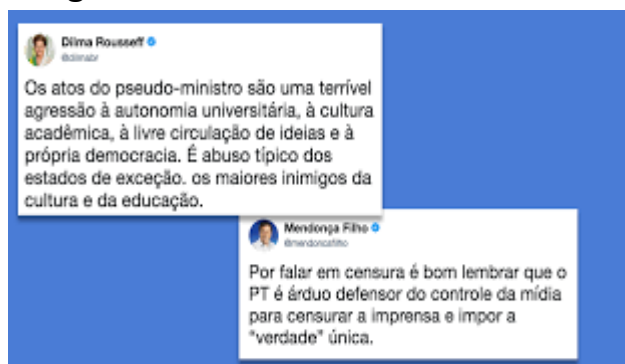 Dilma Rousseff
@dilmabr
Os atos do pseudo-ministro são uma terrível
agressão à autonomia universitária, à cultura
acadêmica, à livre circulação de ideias e à
própria democracia. É abuso típico dos
estados de exceção. os maiores inimigos da
cultura e da educação.
Mendonça Filho
@mendoncafilho
Por falar em censura é bom lembrar que o
PT é árduo defensor do controle da mídia
para censurar a imprensa e impor a
“verdade” única.